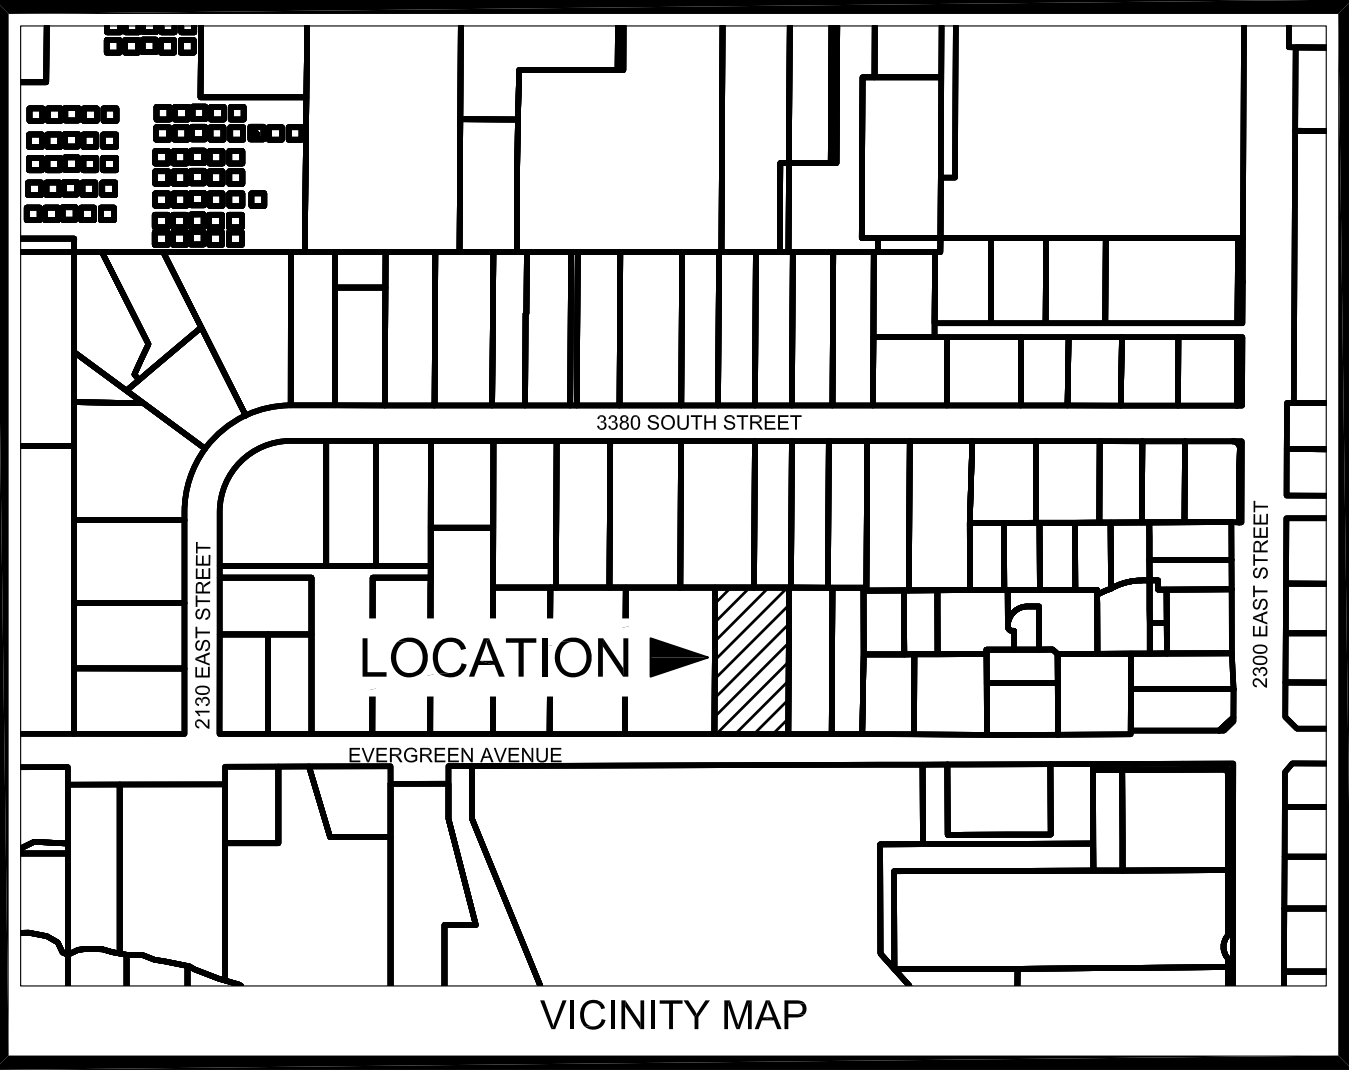 3380 SOUTH STREET
2130 EAST STREET
2300 EAST STREET
LOCATION
EVERGREEN AVENUE
VICINITY MAP